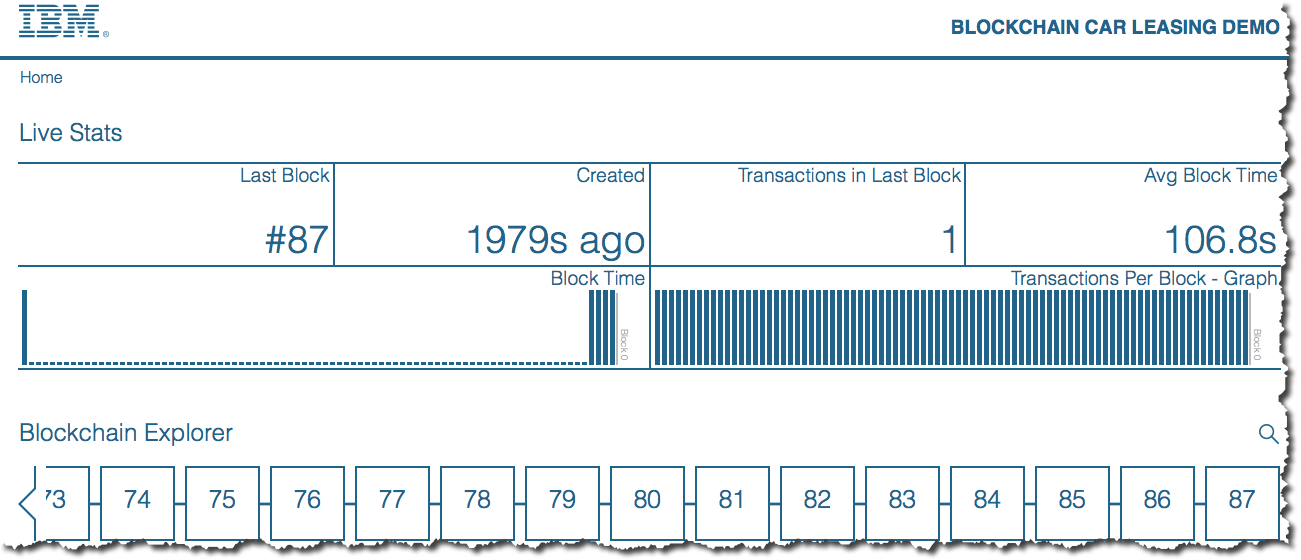 IBM®
BLOCKCHAIN CAR LEASING DEMO
Home
Live Stats
Last Block
#87
Created
1979s ago
Transactions in Last Block
1
Avg Block Time
106.8s
Block Time
Block 0
Transactions Per Block - Graph
Block 0
Blockchain Explorer
73 74 75 76 77 78 79 80 81 82 83 84 85 86 87